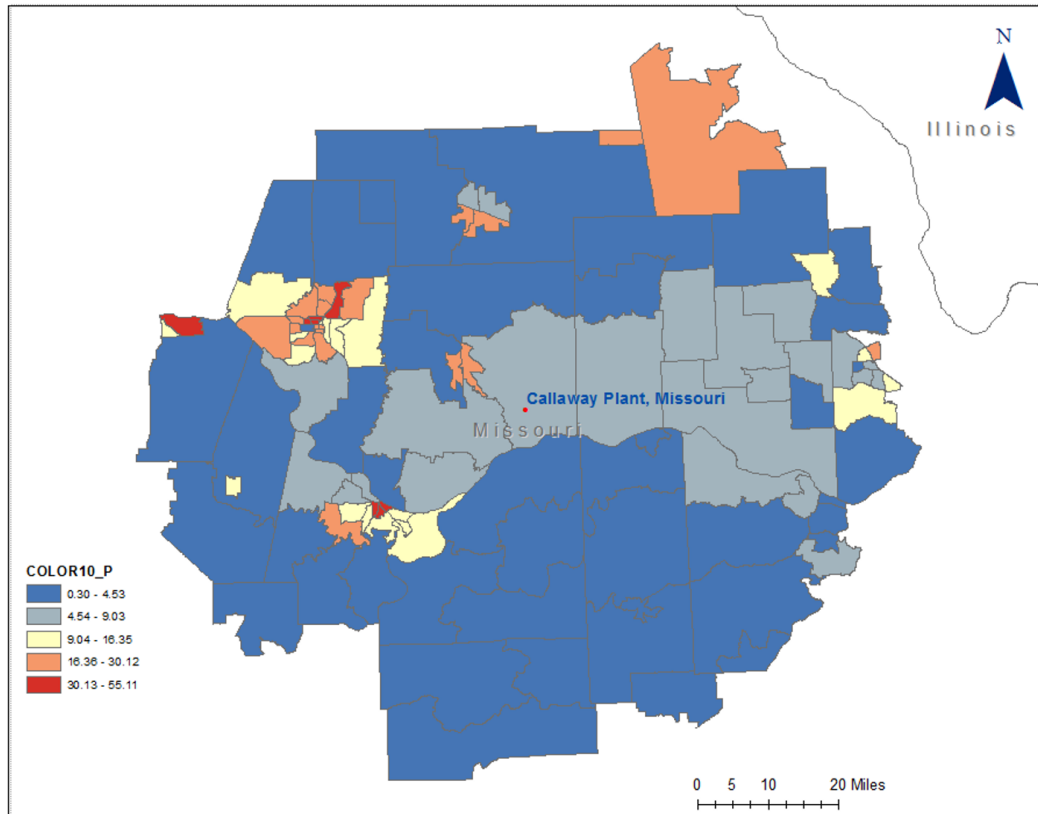 N
Illinois
Callaway Plant, Missouri
Missouri
COLOR10_P
0.30 - 4.53
4.54 - 9.03
9.04 - 16.35
16.36 - 30.12
30.13 - 55.11
0 5 10 20 Miles